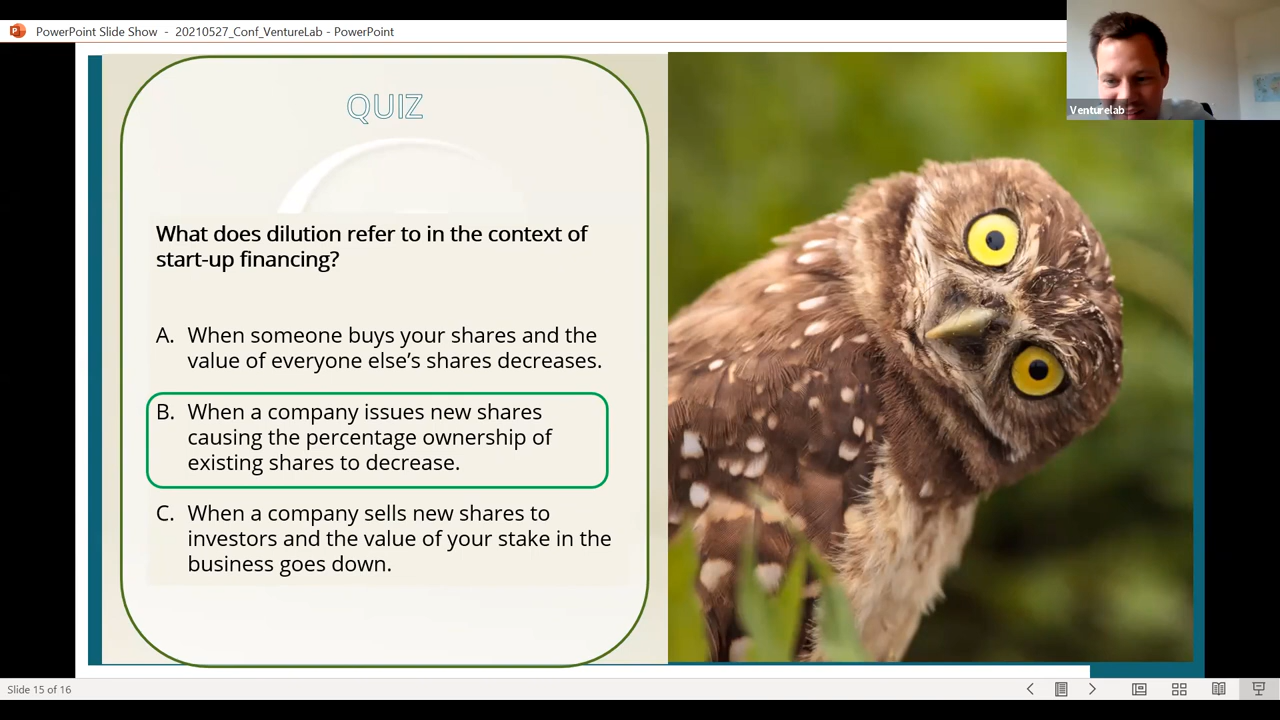 PowerPoint Slide Show - 20210527_Conf_VentureLab - PowerPoint
Venturelab
QUIZ
What does dilution refer to in the context of
start-up financing?
A. When someone buys your shares and the
value of everyone else’s shares decreases.
B. When a company issues new shares
causing the percentage ownership of
existing shares to decrease.
C. When a company sells new shares to
investors and the value of your stake in the
business goes down.
Slide 15 of 16